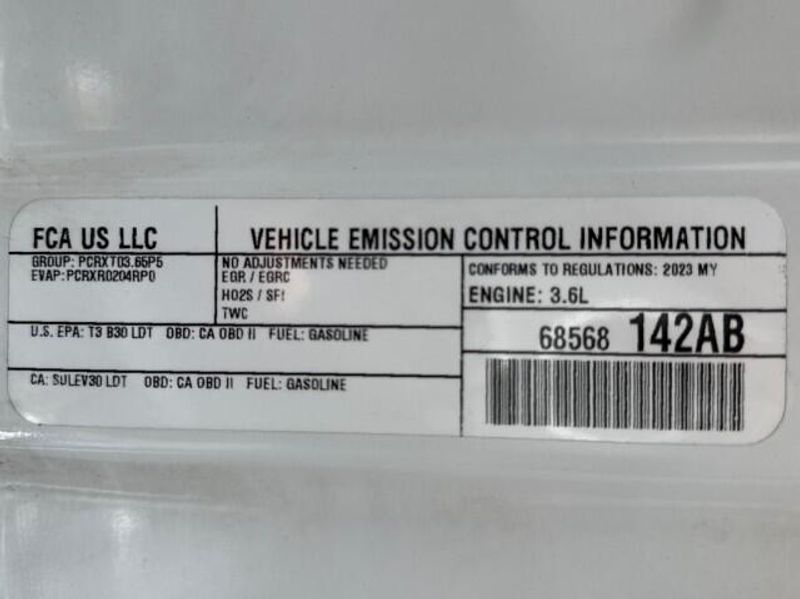 FCA US LLC
VEHICLE EMISSION CONTROL INFORMATION
GROUP: PCRXT03.65P5
EVAP: PCRXR0204RP0
NO ADJUSTMENTS NEEDED
EGR / EGRC
HO2S / SFI
TWC
CONFORMS TO REGULATIONS: 2023 MY
ENGINE: 3.6L
U.S. EPA: T3 B30 LDT OBD: CA OBD II FUEL: GASOLINE
68568 142AB
CA: SULEV30 LDT OBD: CA OBD II FUEL: GASOLINE